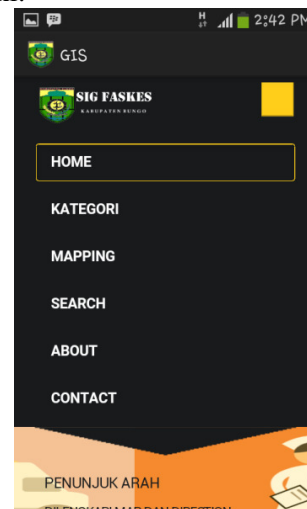 H 2:42 PM
GIS
SIG FASKES
KABUPATEN BUNGO
HOME
KATEGORI
MAPPING
SEARCH
ABOUT
CONTACT
PENUNJUK ARAH